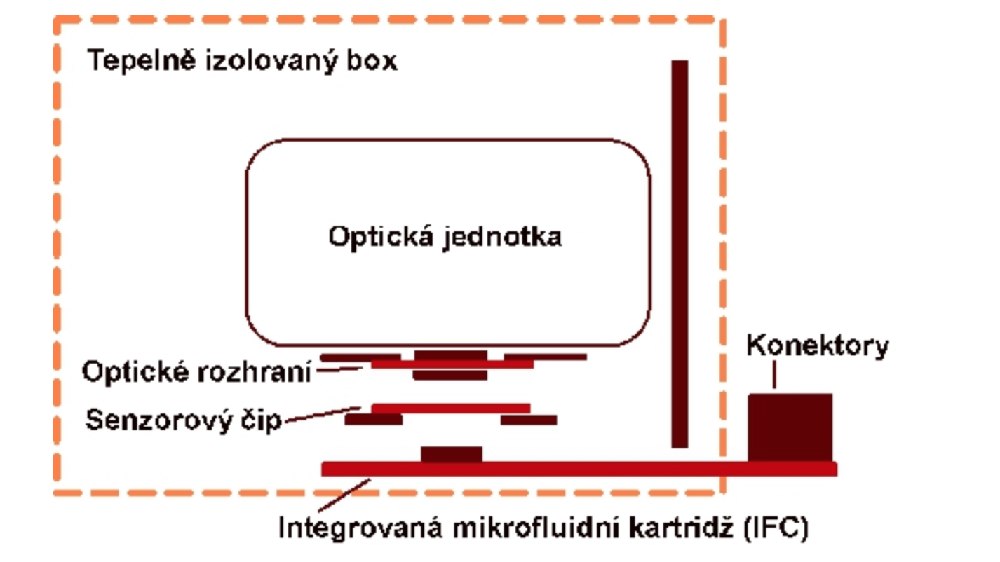 Tepelně izolovaný box
Optická jednotka
Konektory
Optické rozhraní
Senzorový čip
Integrovaná mikrofluidní kartridž (IFC)